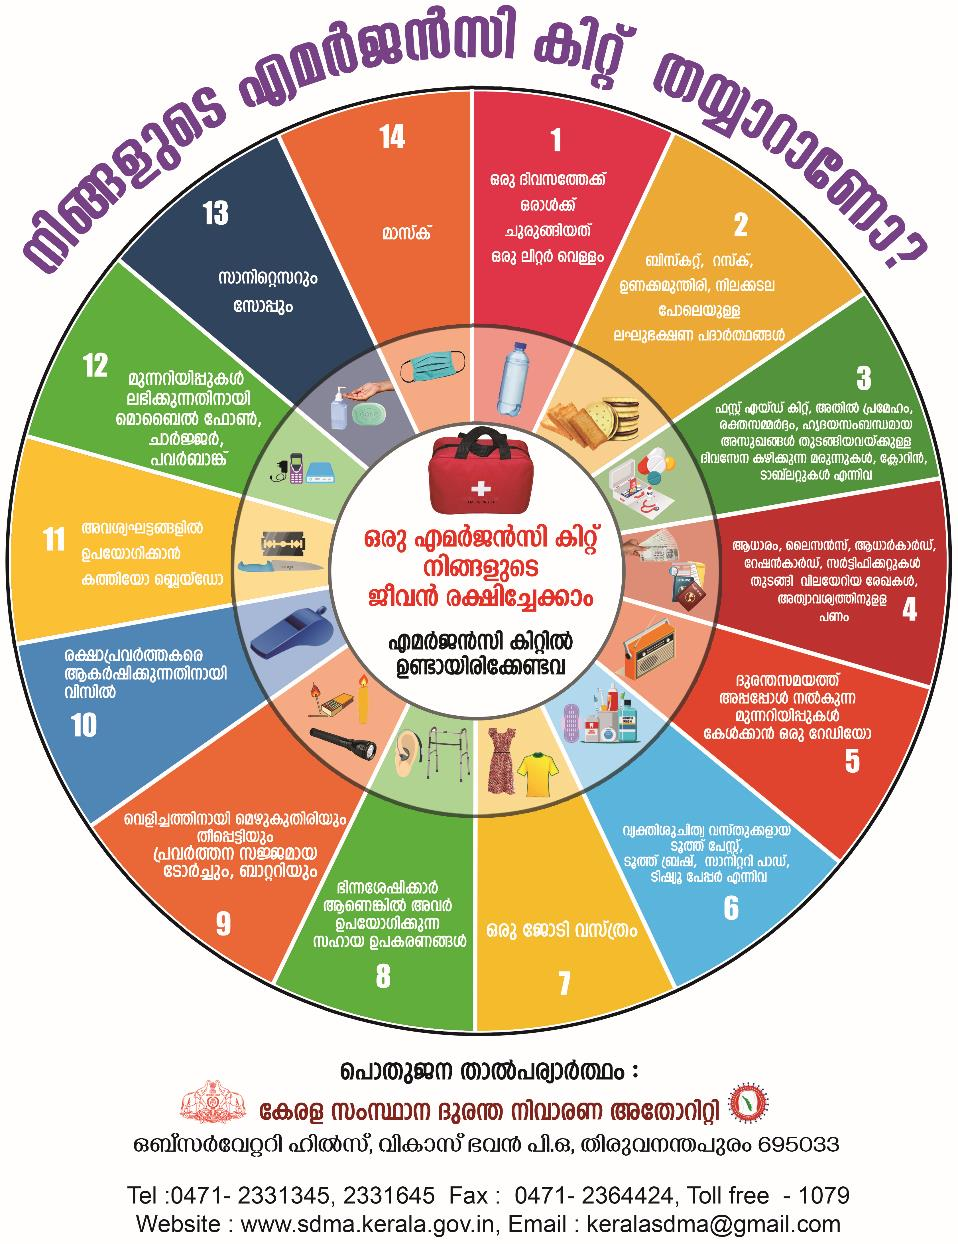 നിങ്ങളുടെ എമർജൻസി കിറ്റ് തയ്യാറാണോ?
1
ഒരു ദിവസത്തേക്ക്
ഒരാൾക്ക്
ചുരുങ്ങിയത്
ഒരു ലിറ്റർ വെള്ളം
2
ബിസ്കറ്റ്, റസ്ക്,
ഉണക്കമുന്തിരി, നിലക്കടല
പോലെയുള്ള
ലഘുഭക്ഷണ പദാർത്ഥങ്ങൾ
3
ഫസ്റ്റ് എയ്ഡ് കിറ്റ്, അതിൽ പ്രമേഹം,
രക്തസമ്മർദ്ദം, ഹൃദയസംബന്ധമായ
അസുഖങ്ങൾ തുടങ്ങിയവയ്ക്കുള്ള
ദിവസേന കഴിക്കുന്ന മരുന്നുകൾ, ക്ലോറിൻ,
ടാബ്‌ലറ്റുകൾ എന്നിവ
ആധാരം, ലൈസൻസ്, ആധാർകാർഡ്,
റേഷൻകാർഡ്, സർട്ടിഫിക്കറ്റുകൾ
തുടങ്ങി വിലയേറിയ രേഖകൾ,
അത്യാവശ്യത്തിനുളള
പണം
4
ദുരന്തസമയത്ത്
അപ്പപ്പോൾ നൽകുന്ന
മുന്നറിയിപ്പുകൾ
കേൾക്കാൻ ഒരു റേഡിയോ
5
വ്യക്തിശുചിത്വ വസ്തുക്കളായ
ടൂത്ത് പേസ്റ്റ്,
ടൂത്ത് ബ്രഷ്, സാനിറ്ററി പാഡ്,
ടിഷ്യൂ പേപ്പർ എന്നിവ
6
ഒരു ജോടി വസ്ത്രം
7
ഭിന്നശേഷിക്കാർ
ആണെങ്കിൽ അവർ
ഉപയോഗിക്കുന്ന
സഹായ ഉപകരണങ്ങൾ
8
വെളിച്ചത്തിനായി മെഴുകുതിരിയും
തീപ്പെട്ടിയും
പ്രവർത്തന സജ്ജമായ
ടോർച്ചും, ബാറ്ററിയും
9
രക്ഷാപ്രവർത്തകരെ
ആകർഷിക്കുന്നതിനായി
വിസിൽ
10
11
അവശ്യഘട്ടങ്ങളിൽ
ഉപയോഗിക്കാൻ
കത്തിയോ ബ്ലെയ്ഡോ
12
മുന്നറിയിപ്പുകൾ
ലഭിക്കുന്നതിനായി
മൊബൈൽ ഫോൺ,
ചാർജ്ജർ,
പവർബാങ്ക്
13
സാനിറ്റൈസറും
സോപ്പും
14
മാസ്ക്
ഒരു എമർജൻസി കിറ്റ്
നിങ്ങളുടെ
ജീവൻ രക്ഷിച്ചേക്കാം
എമർജൻസി കിറ്റിൽ
ഉണ്ടായിരിക്കേണ്ടവ
പൊതുജന താൽപര്യാർത്ഥം :
കേരള സംസ്ഥാന ദുരന്ത നിവാരണ അതോറിറ്റി
ഒബ്സർവേറ്ററി ഹിൽസ്, വികാസ് ഭവൻ പി.ഒ, തിരുവനന്തപുരം 695033
Tel :0471- 2331345, 2331645 Fax : 0471- 2364424, Toll free - 1079
Website : www.sdma.kerala.gov.in, Email : keralasdma@gmail.com